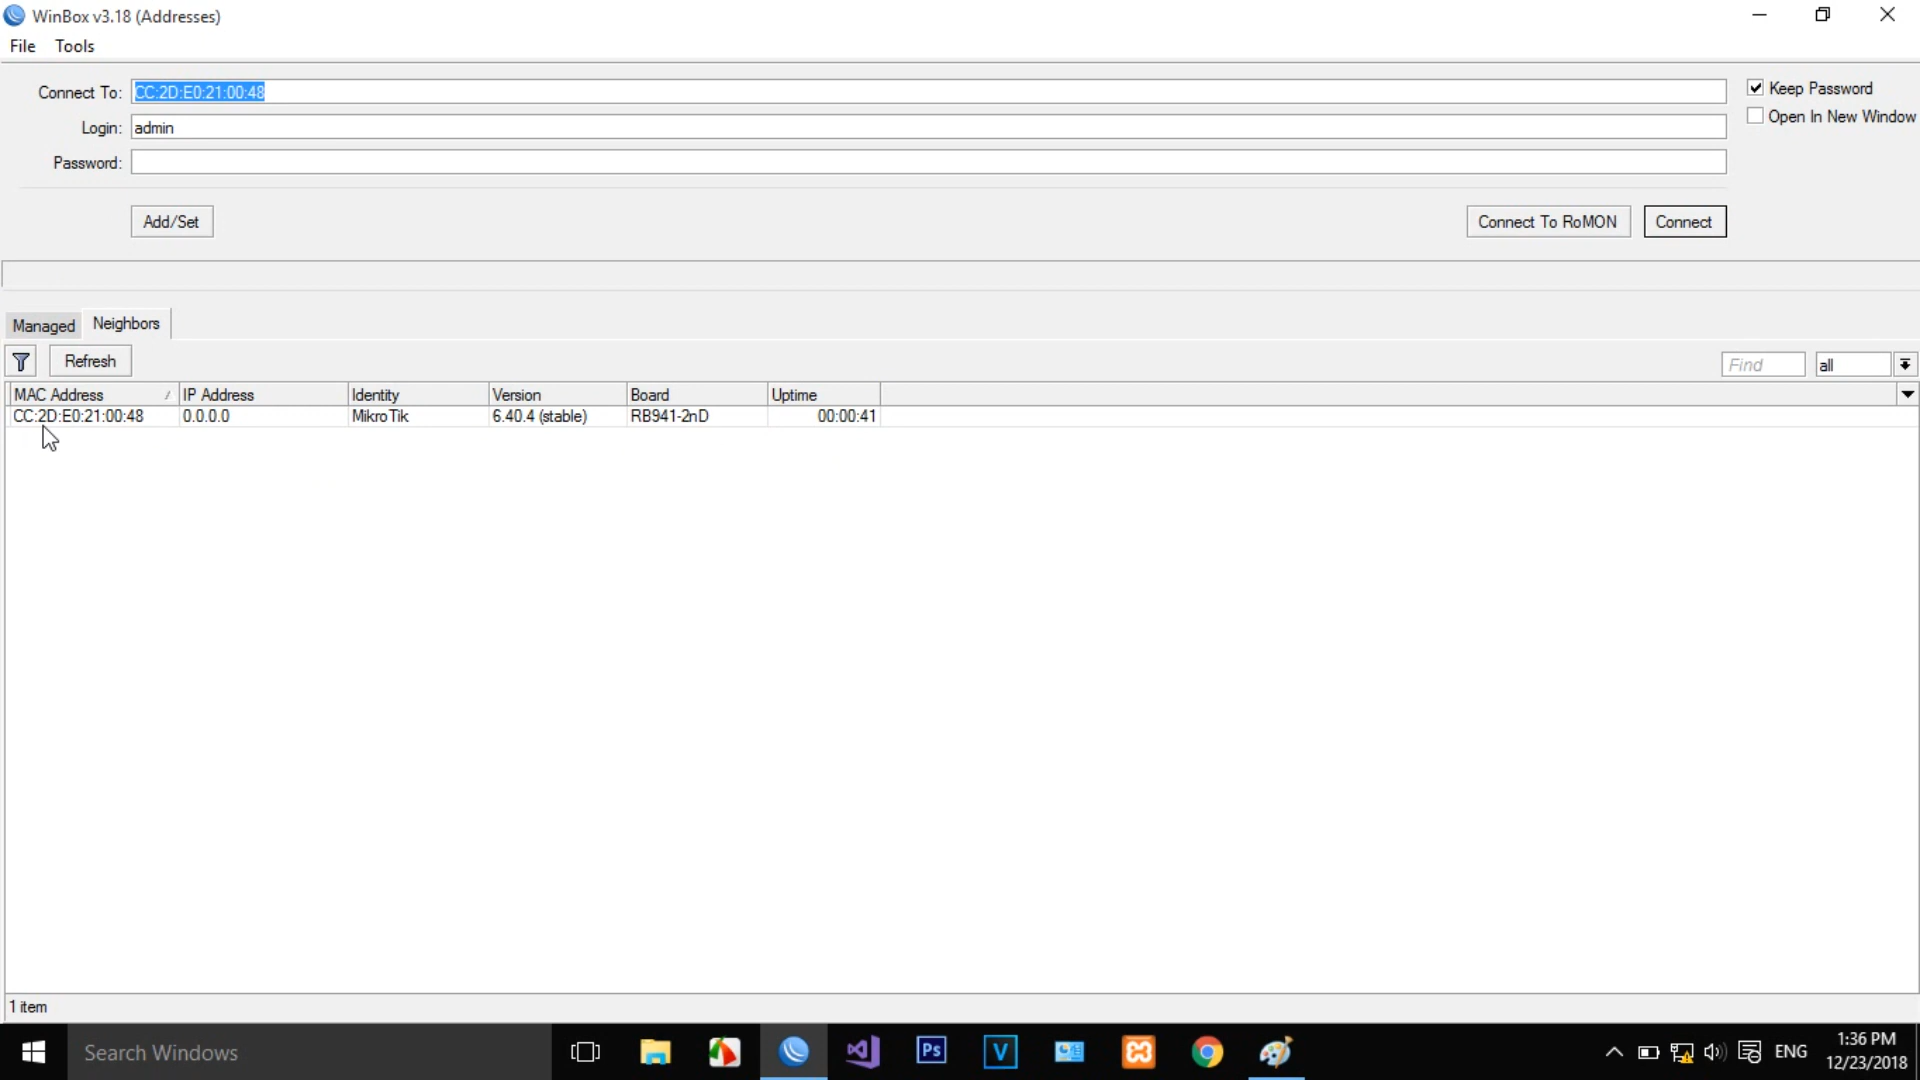 WinBox v3.18 (Addresses)
File Tools
Connect To: CC:2D:E0:21:00:48
Keep Password
Open In New Window
Login: admin
Password:
Add/Set Connect To RoMON Connect
Managed Neighbors
Refresh Find all
MAC Address IP Address Identity Version Board Uptime
CC:2D:E0:21:00:48 0.0.0.0 MikroTik 6.40.4 (stable) RB941-2nD 00:00:41
1 item
Search Windows Ps V ENG 1:36 PM
12/23/2018